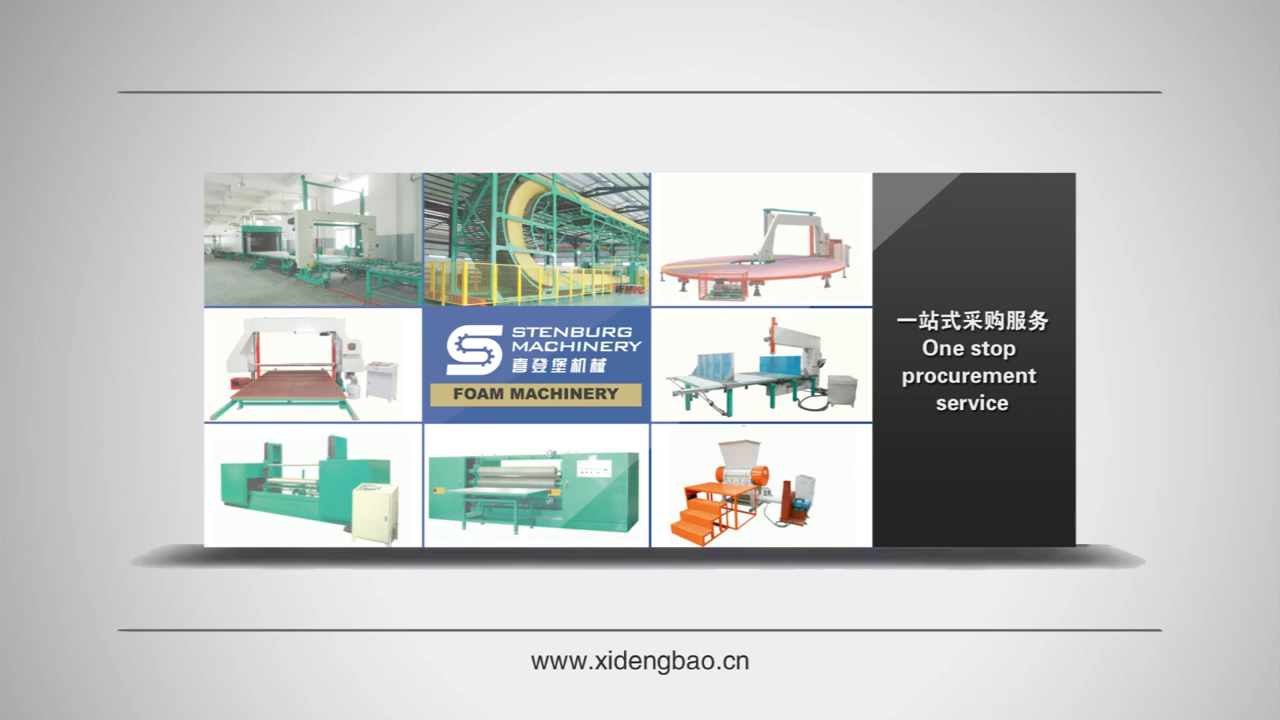 STENBURG
MACHINERY
喜登堡机械
FOAM MACHINERY
一站式采购服务
One stop
procurement
service
www.xidengbao.cn